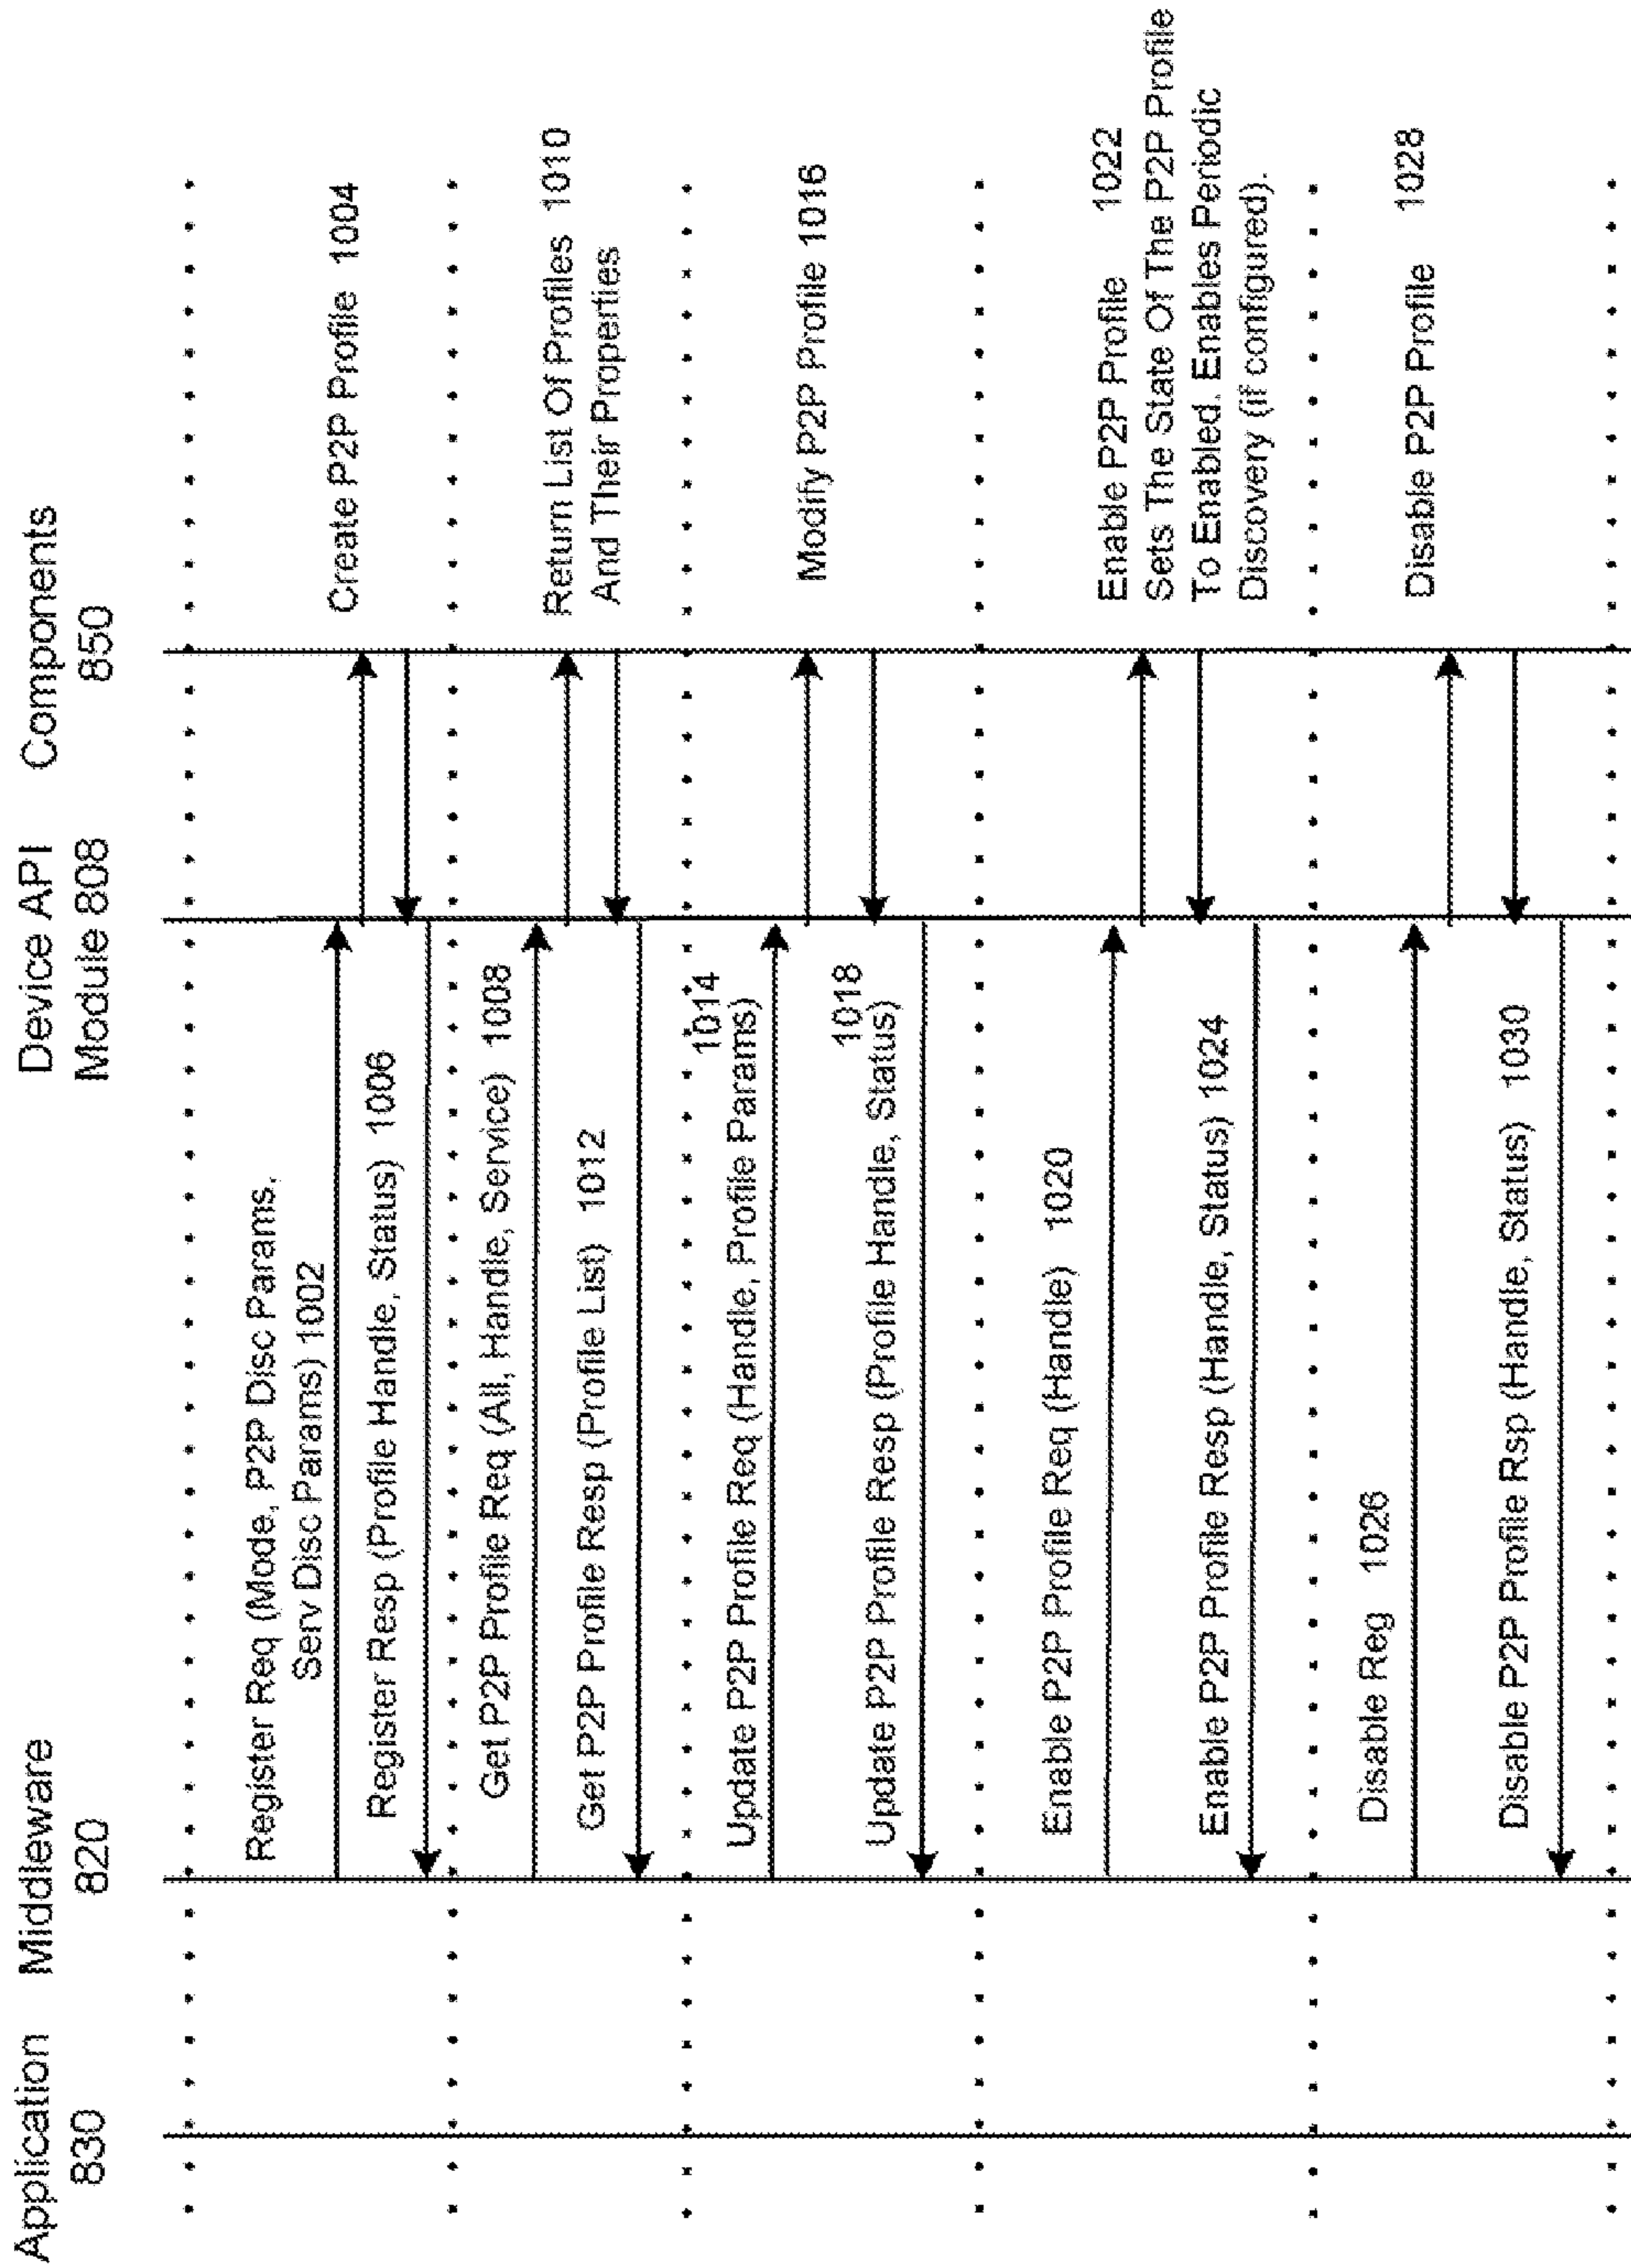 Application
830
Middleware
820
Device API
Module 808
Components
850
Register Req (Mode, P2P Disc Params,
Serv Disc Params) 1002
Create P2P Profile 1004
Register Resp (Profile Handle, Status) 1006
Get P2P Profile Req (All, Handle, Service) 1008
Return List Of Profiles 1010
And Their Properties
Get P2P Profile Resp (Profile List) 1012
1014
Update P2P Profile Req (Handle, Profile Params)
Modify P2P Profile 1016
1018
Update P2P Profile Resp (Profile Handle, Status)
Enable P2P Profile Req (Handle) 1020
Enable P2P Profile 1022
Sets The State Of The P2P Profile
To Enabled. Enables Periodic
Discovery (if configured).
Enable P2P Profile Resp (Handle, Status) 1024
Disable Reg 1026
Disable P2P Profile 1028
Disable P2P Profile Rsp (Handle, Status) 1030